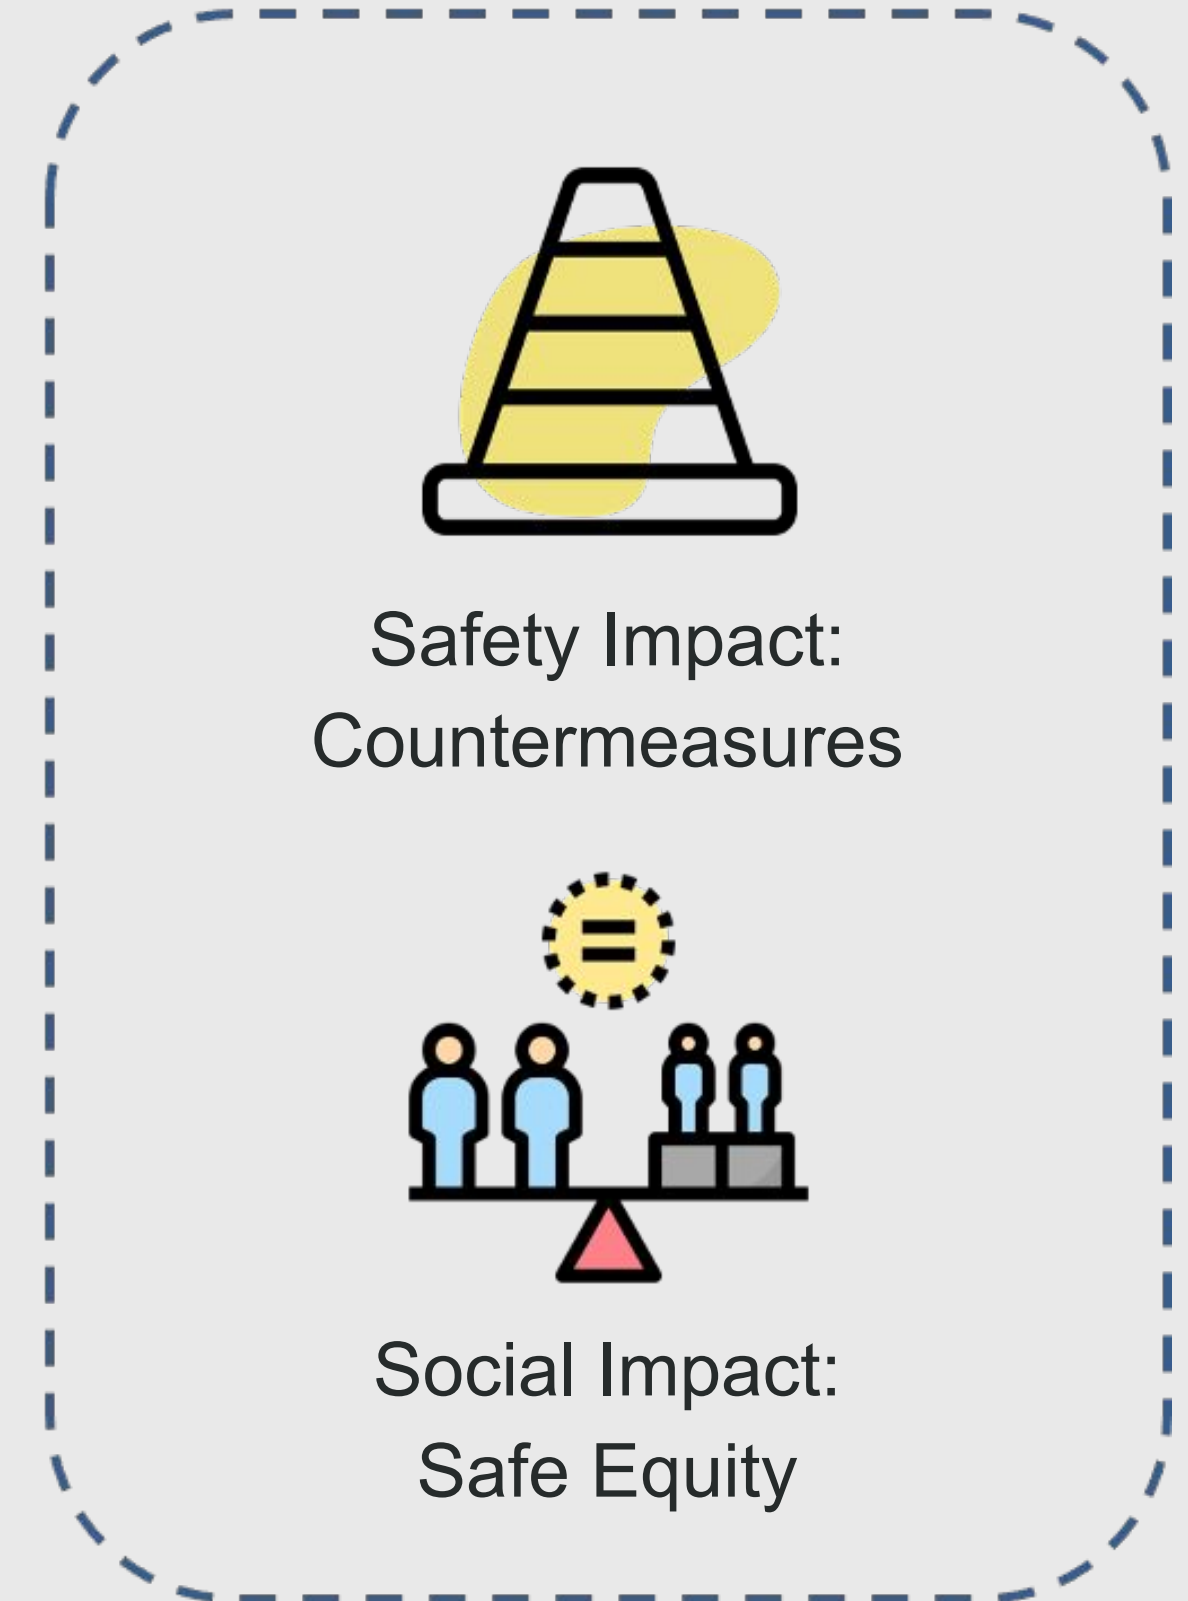 Safety Impact:
Countermeasures
=
Social Impact:
Safe Equity